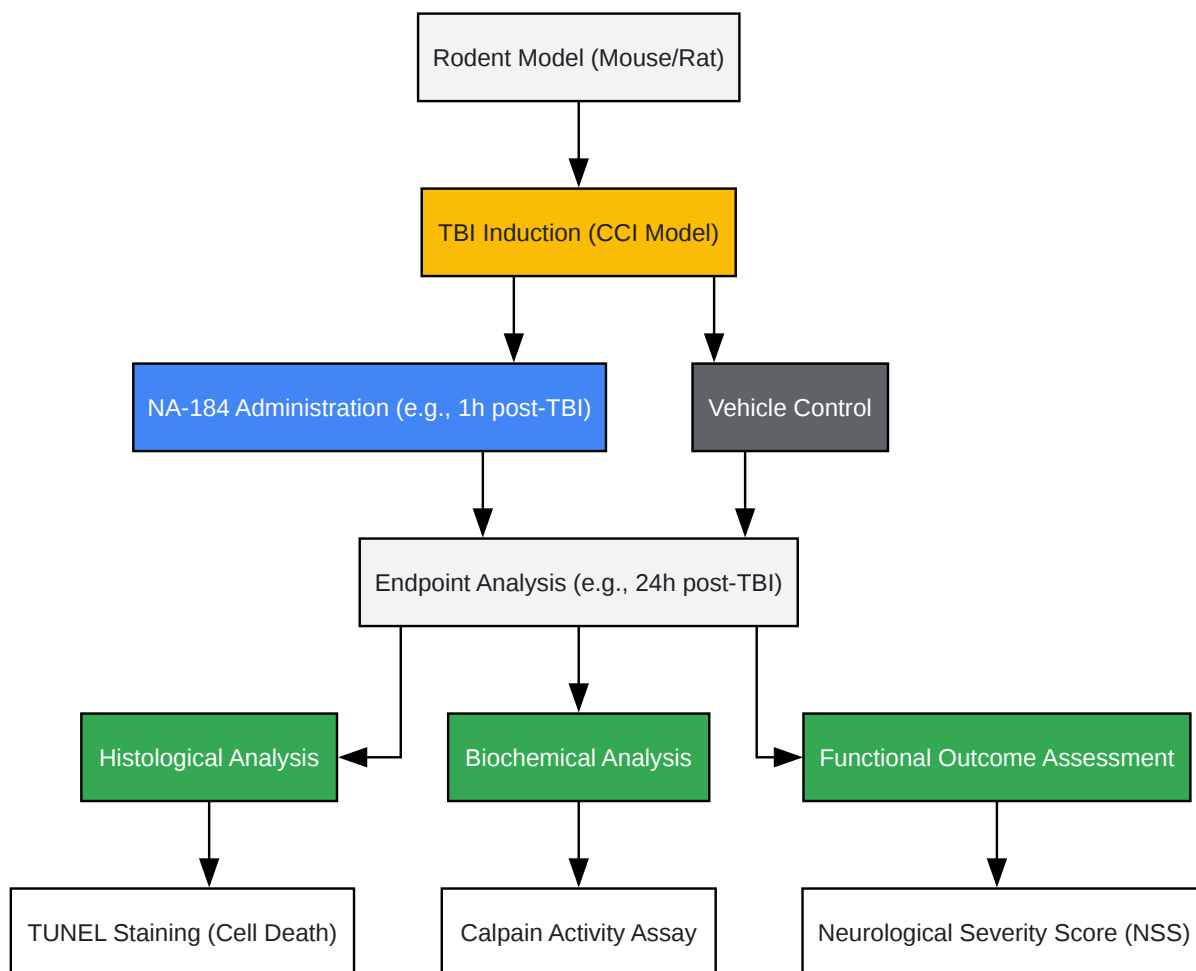 Rodent Model (Mouse/Rat)
TBI Induction (CCI Model)
NA-184 Administration (e.g., 1h post-TBI)
Vehicle Control
Endpoint Analysis (e.g., 24h post-TBI)
Histological Analysis
Biochemical Analysis
Functional Outcome Assessment
TUNEL Staining (Cell Death)
Calpain Activity Assay
Neurological Severity Score (NSS)